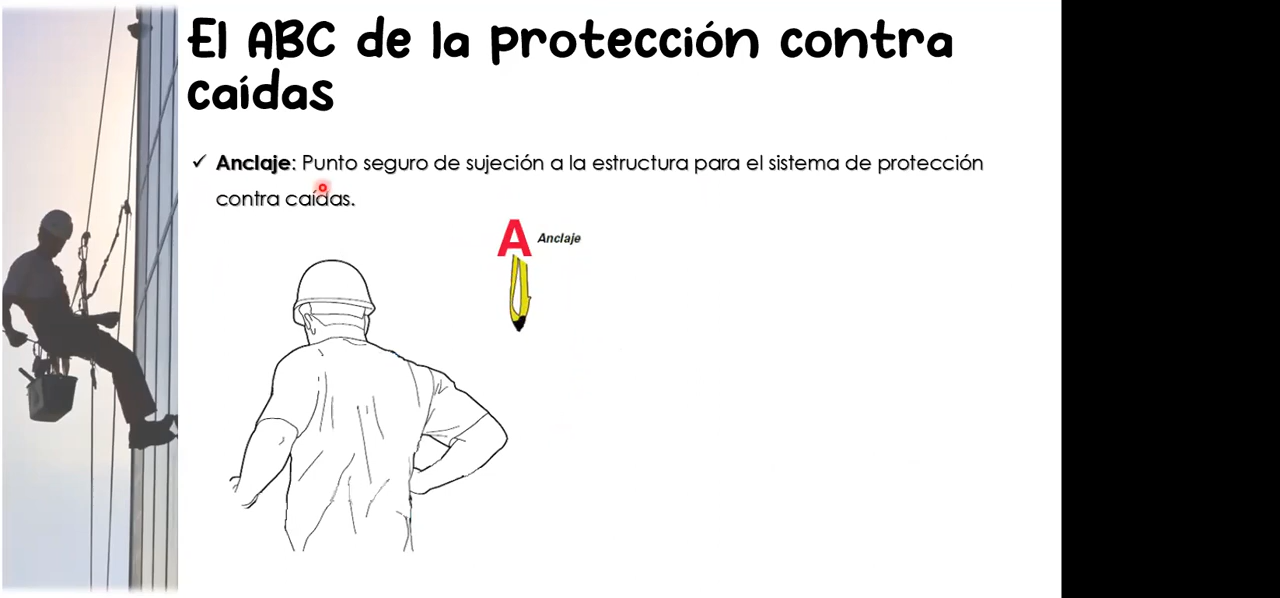 El ABC de la protección contra
caídas
✓ Anclaje: Punto seguro de sujeción a la estructura para el sistema de protección
contra caídas.
A Anclaje